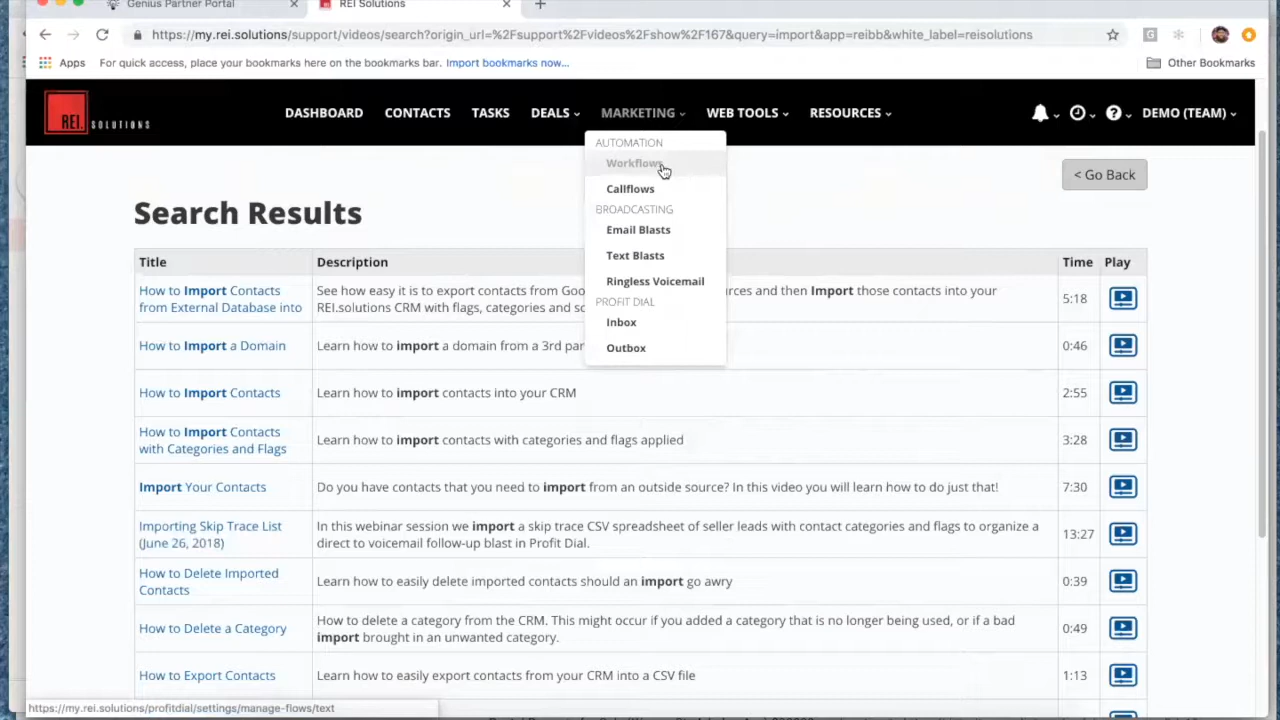 Genius Partner Portal
REI Solutions
https://my.rei.solutions/support/videos/search?origin_url=%2Fsupport%2Fvideos%2Fshow%2F167&query=import&app=reibb&white_label=reisolutions
Apps
For quick access, place your bookmarks here on the bookmarks bar. Import bookmarks now...
Other Bookmarks
REI.SOLUTIONS
DASHBOARD
CONTACTS
TASKS
DEALS
MARKETING
WEB TOOLS
RESOURCES
DEMO (TEAM)
AUTOMATION
Workflows
Callflows
BROADCASTING
Email Blasts
Text Blasts
Ringless Voicemail
PROFIT DIAL
Inbox
Outbox
< Go Back
Search Results
Title
Description
Time
Play
How to Import Contacts
from External Database into
See how easy it is to export contacts from Goo
rces and then Import those contacts into your
REI.solutions CRM with flags, categories and so
5:18
How to Import a Domain
Learn how to import a domain from a 3rd par
0:46
How to Import Contacts
Learn how to import contacts into your CRM
2:55
How to Import Contacts
with Categories and Flags
Learn how to import contacts with categories and flags applied
3:28
Import Your Contacts
Do you have contacts that you need to import from an outside source? In this video you will learn how to do just that!
7:30
Importing Skip Trace List
(June 26, 2018)
In this webinar session we import a skip trace CSV spreadsheet of seller leads with contact categories and flags to organize a
direct to voicemail follow-up blast in Profit Dial.
13:27
How to Delete Imported
Contacts
Learn how to easily delete imported contacts should an import go awry
0:39
How to Delete a Category
How to delete a category from the CRM. This might occur if you added a category that is no longer being used, or if a bad
import brought in an unwanted category.
0:49
How to Export Contacts
Learn how to easily export contacts from your CRM into a CSV file
1:13
https://my.rei.solutions/profitdial/settings/manage-flows/text